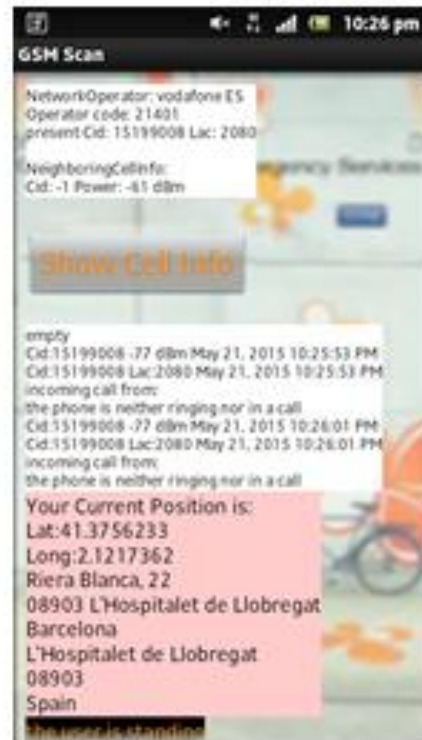 10:26 pm
GSM Scan
NetworkOperator: vodafone ES
Operator code: 21401
present Cid: 15199008 Lac: 2080
NeighboringCellInfo:
Cid: -1 Power: -61 dBm
Emergency Services
Show Cell Info
empty
Cid:15199008 -77 dBm May 21, 2015 10:25:53 PM
Cid:15199008 Lac:2080 May 21, 2015 10:25:53 PM
incoming call from:
the phone is neither ringing nor in a call
Cid:15199008 -77 dBm May 21, 2015 10:26:01 PM
Cid:15199008 Lac:2080 May 21, 2015 10:26:01 PM
incoming call from:
the phone is neither ringing nor in a call
Your Current Position is:
Lat:41.3756233
Long:2.1217362
Riera Blanca, 22
08903 L'Hospitalet de Llobregat
Barcelona
L'Hospitalet de Llobregat
08903
Spain
the user is standing